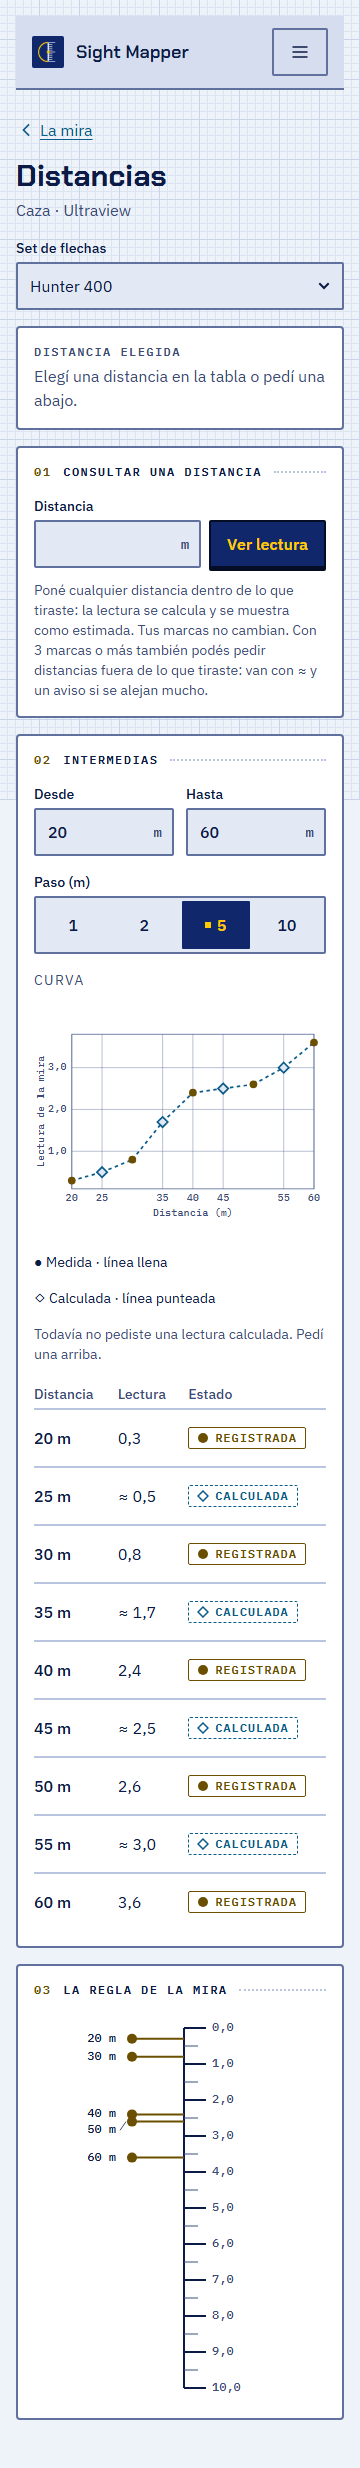 Sight Mapper
La mira
Distancias
Caza · Ultraview
Set de flechas
Hunter 400
DISTANCIA ELEGIDA
Elegí una distancia en la tabla o pedí una
abajo.
01 CONSULTAR UNA DISTANCIA
Distancia
m
Ver lectura
Poné cualquier distancia dentro de lo que
tiraste: la lectura se calcula y se muestra
como estimada. Tus marcas no cambian. Con
3 marcas o más también podés pedir
distancias fuera de lo que tiraste: van con ≈ y
un aviso si se alejan mucho.
02 INTERMEDIAS
Desde Hasta
20 m 60 m
Paso (m)
1 2 5 10
CURVA
Lectura de la mira
3,0
2,0
1,0
20 25 35 40 45 55 60
Distancia (m)
● Medida · línea llena
◇ Calculada · línea punteada
Todavía no pediste una lectura calculada. Pedí
una arriba.
Distancia Lectura Estado
20 m 0,3 REGISTRADA
25 m ≈ 0,5 CALCULADA
30 m 0,8 REGISTRADA
35 m ≈ 1,7 CALCULADA
40 m 2,4 REGISTRADA
45 m ≈ 2,5 CALCULADA
50 m 2,6 REGISTRADA
55 m ≈ 3,0 CALCULADA
60 m 3,6 REGISTRADA
03 LA REGLA DE LA MIRA
0,0
20 m
30 m
1,0
2,0
40 m
50 m
3,0
60 m
4,0
5,0
6,0
7,0
8,0
9,0
10,0